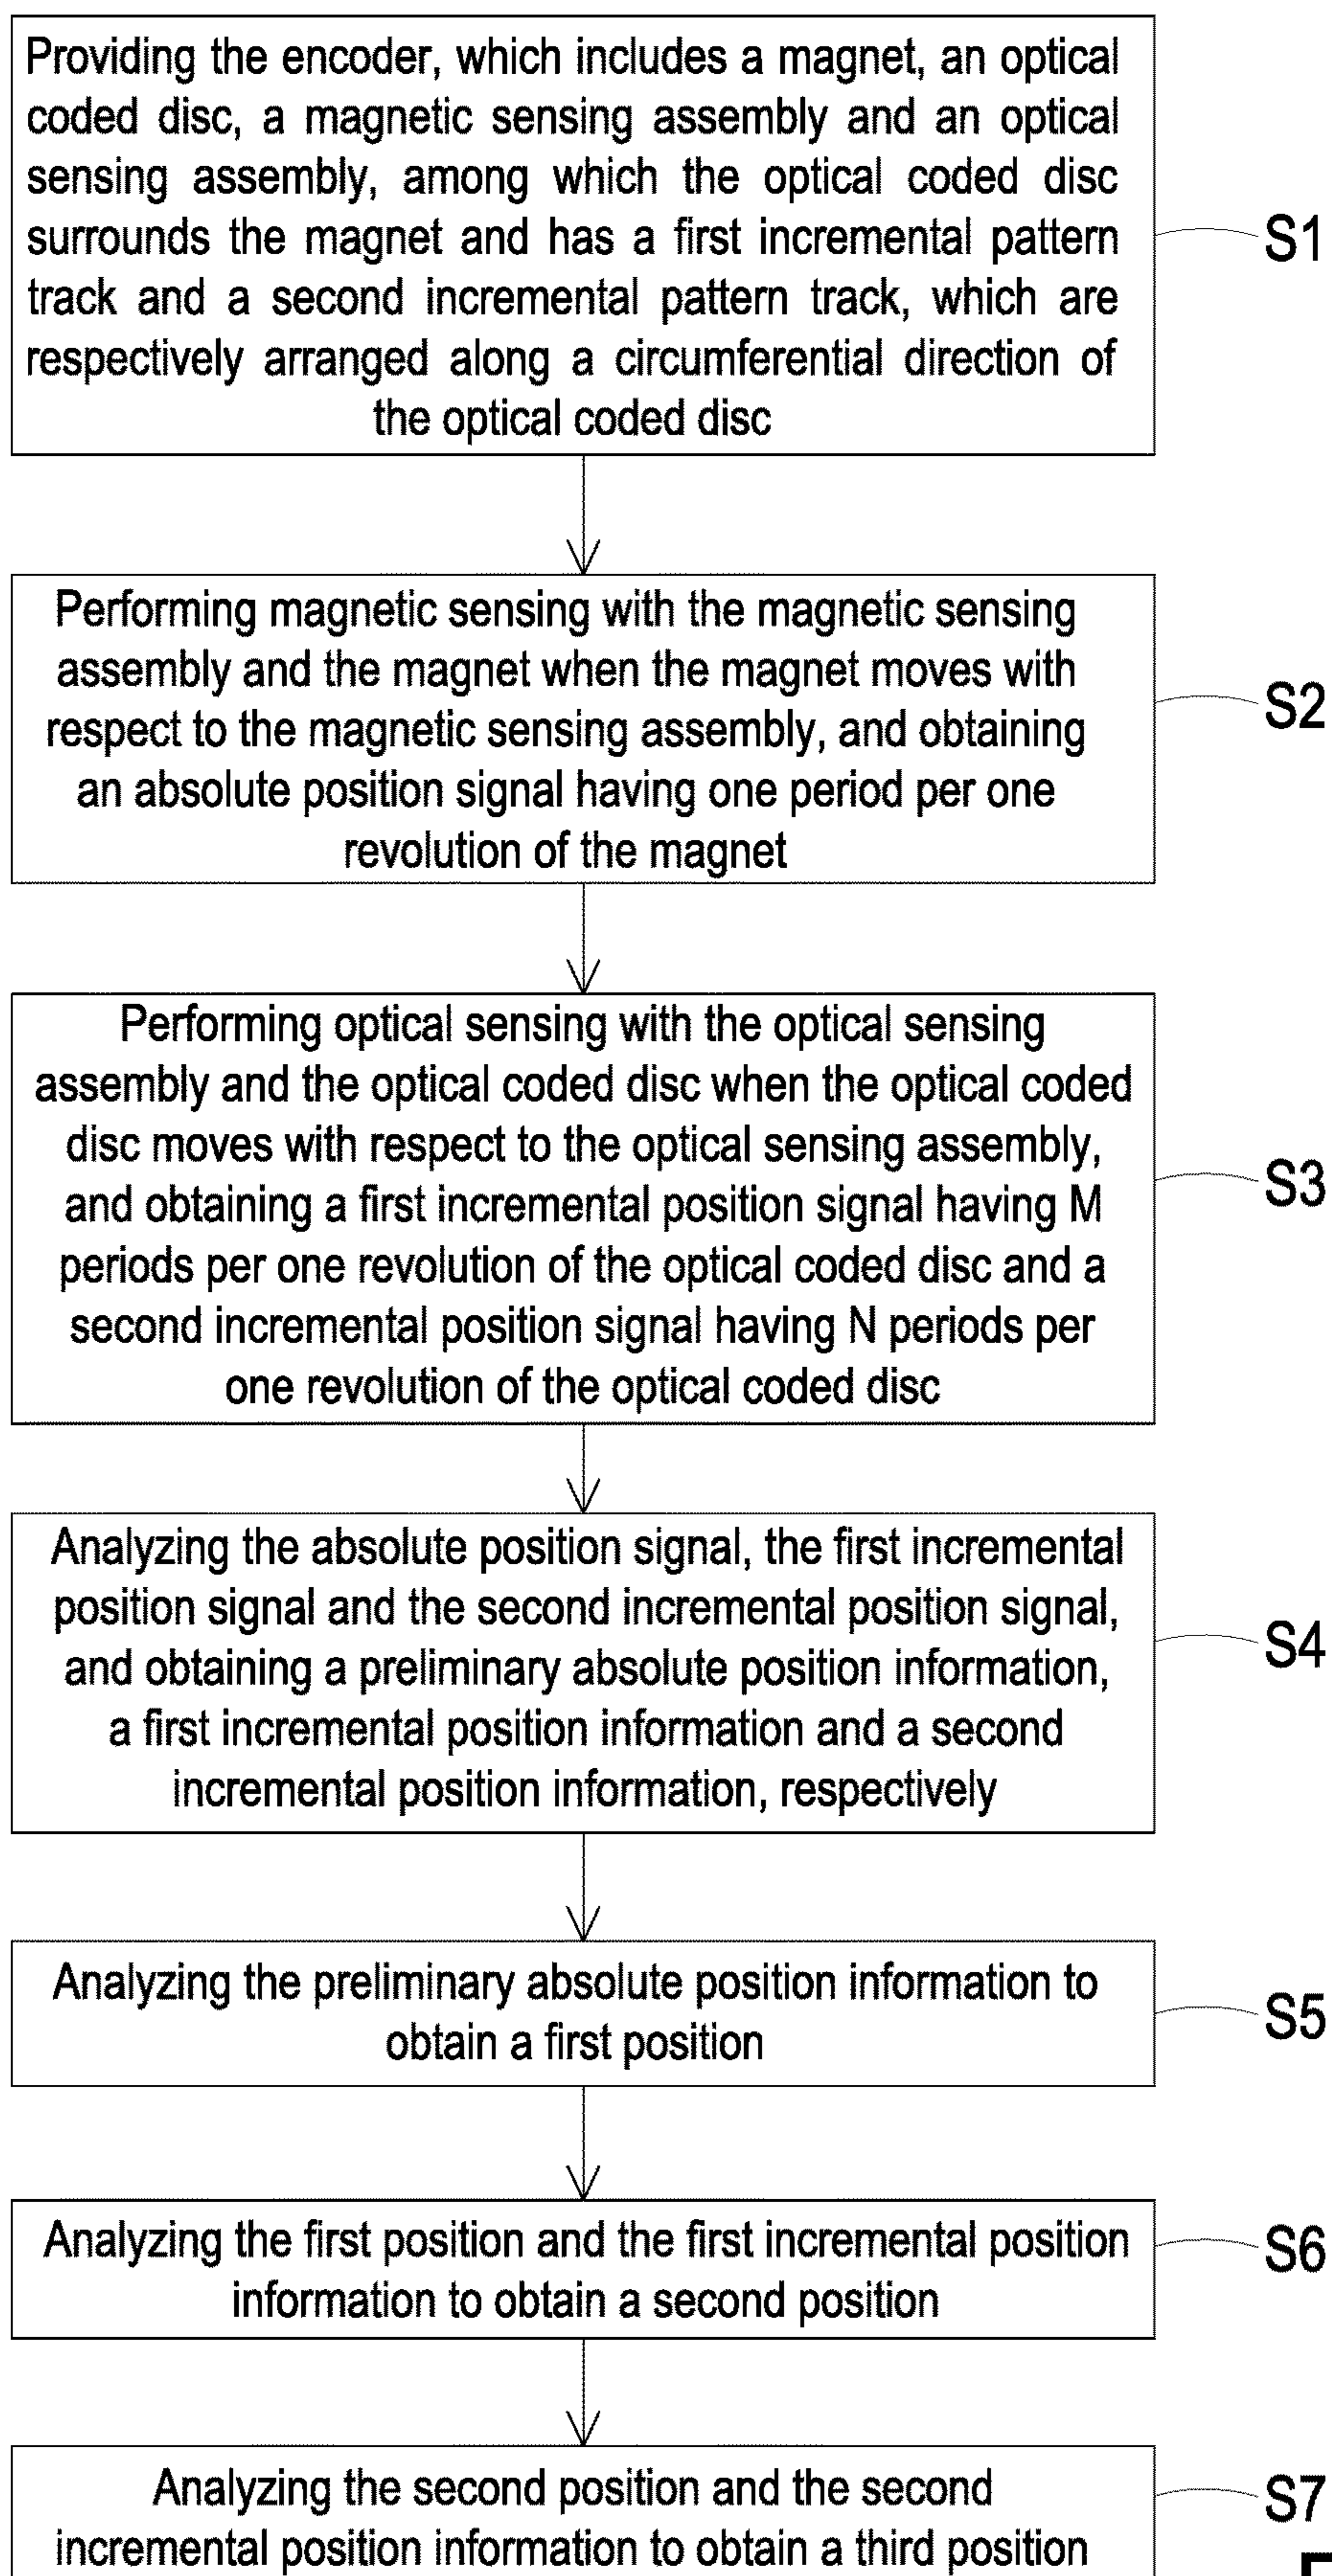 Providing the encoder, which includes a magnet, an optical
coded disc, a magnetic sensing assembly and an optical
sensing assembly, among which the optical coded disc
surrounds the magnet and has a first incremental pattern
track and a second incremental pattern track, which are
respectively arranged along a circumferential direction of
the optical coded disc
S1
Performing magnetic sensing with the magnetic sensing
assembly and the magnet when the magnet moves with
respect to the magnetic sensing assembly, and obtaining
an absolute position signal having one period per one
revolution of the magnet
S2
Performing optical sensing with the optical sensing
assembly and the optical coded disc when the optical coded
disc moves with respect to the optical sensing assembly,
and obtaining a first incremental position signal having M
periods per one revolution of the optical coded disc and a
second incremental position signal having N periods per
one revolution of the optical coded disc
S3
Analyzing the absolute position signal, the first incremental
position signal and the second incremental position signal,
and obtaining a preliminary absolute position information,
a first incremental position information and a second
incremental position information, respectively
S4
Analyzing the preliminary absolute position information to
obtain a first position
S5
Analyzing the first position and the first incremental position
information to obtain a second position
S6
Analyzing the second position and the second
incremental position information to obtain a third position
S7